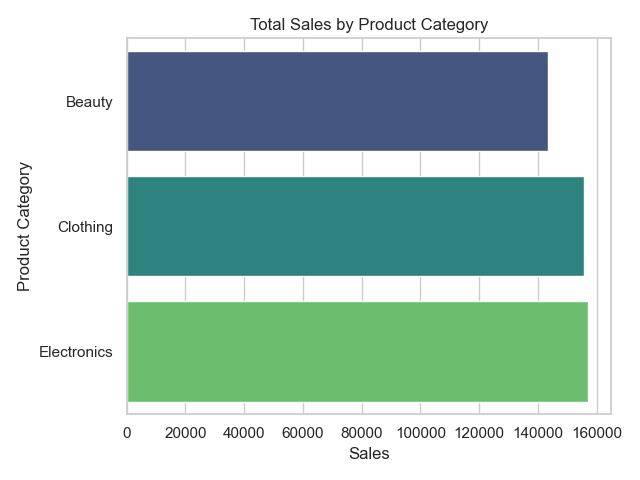 Total Sales by Product Category
Product Category
Beauty
Clothing
Electronics
0 20000 40000 60000 80000 100000 120000 140000 160000
Sales